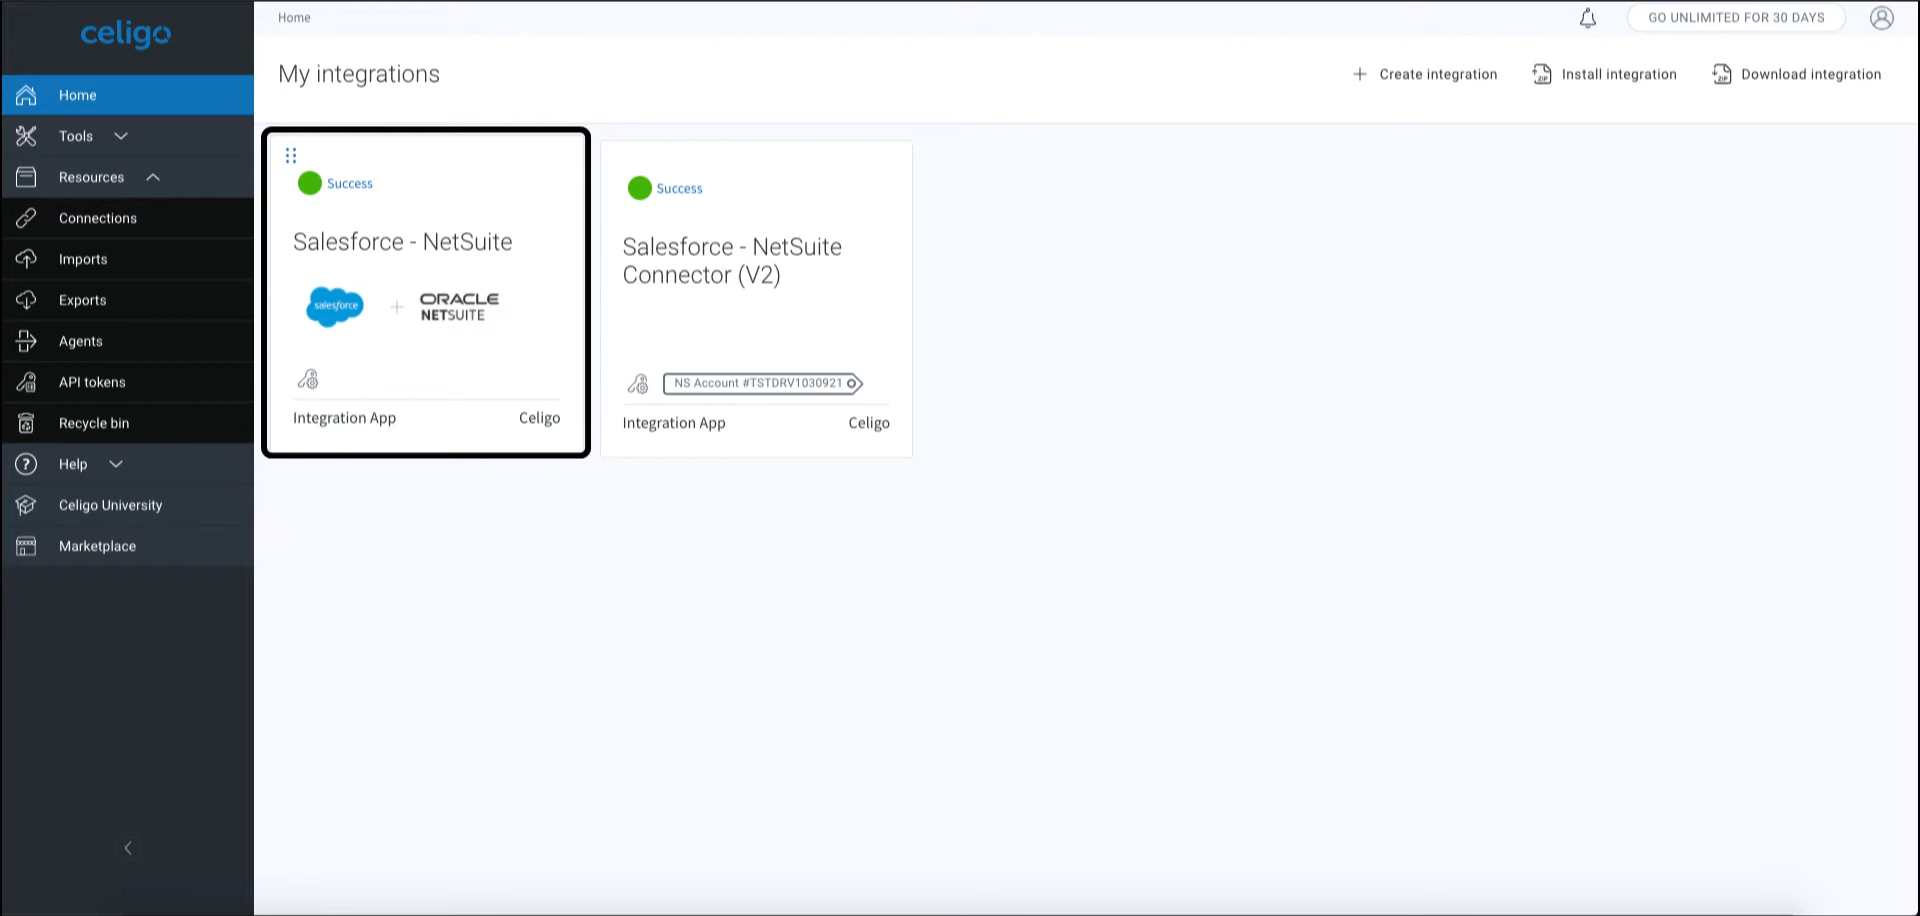 celigo
Home
Tools
Resources
Connections
Imports
Exports
Agents
API tokens
Recycle bin
Help
Celigo University
Marketplace
Home
GO UNLIMITED FOR 30 DAYS
My integrations
Create integration
Install integration
Download integration
Success
Salesforce - NetSuite
salesforce
ORACLE
NETSUITE
Integration App
Celigo
Success
Salesforce - NetSuite
Connector (V2)
NS Account #TSTDRV1030921
Integration App
Celigo